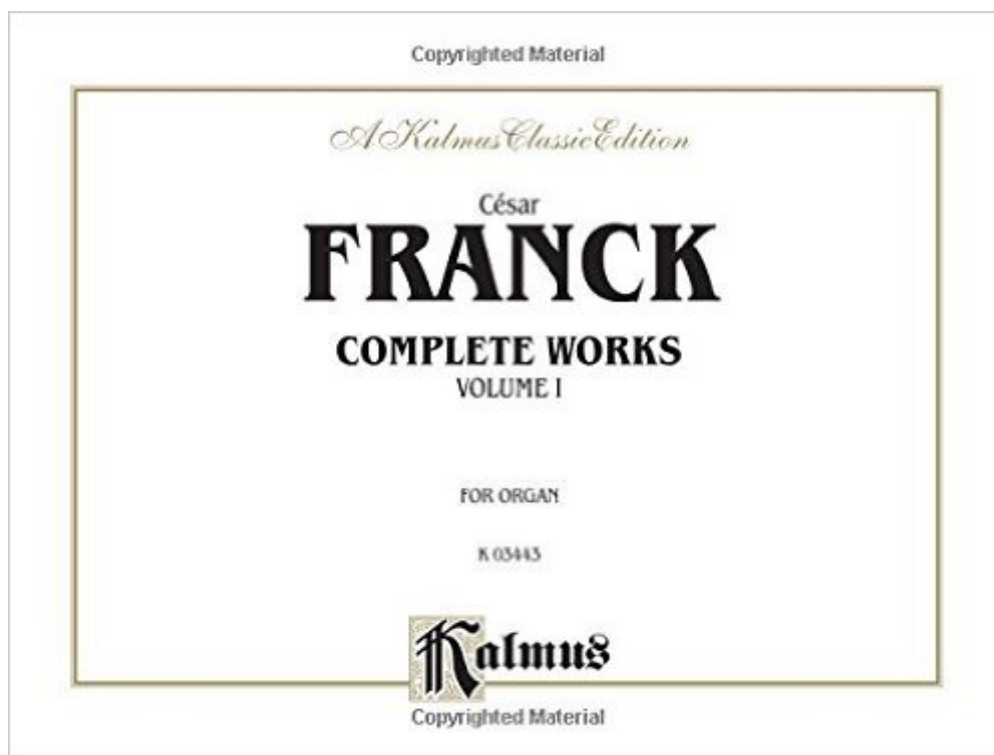 Copyrighted Material
A Kalmus Classic Edition
César
FRANCK
COMPLETE WORKS
VOLUME I
FOR ORGAN
K 03443
Kalmus
Copyrighted Material